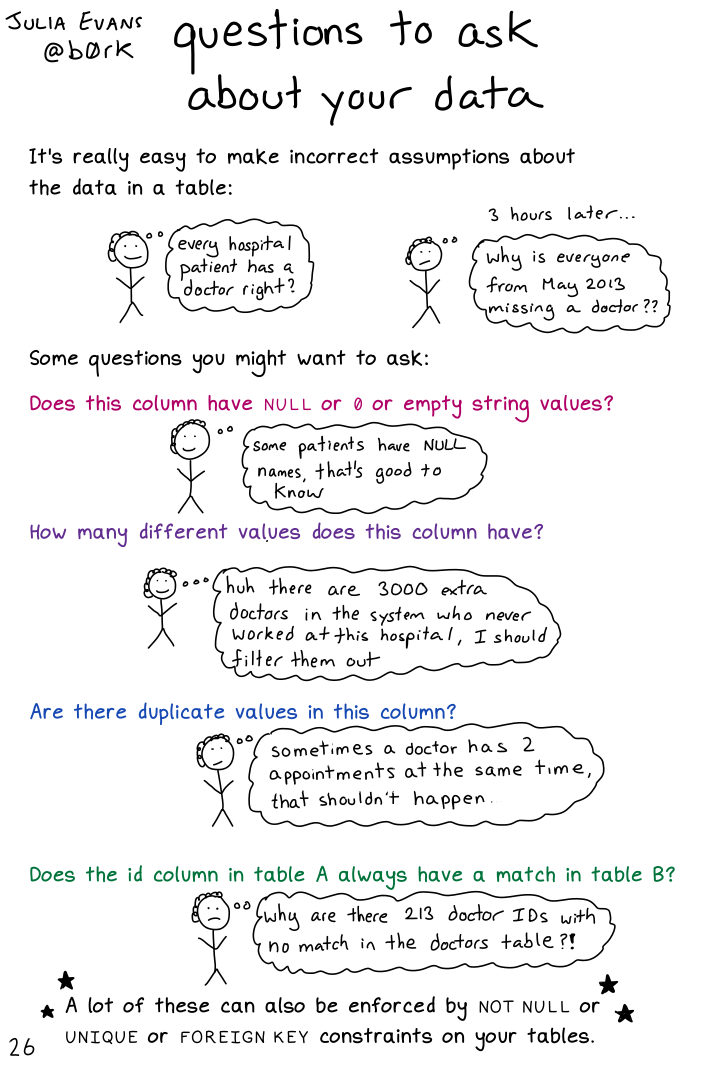 JULIA EVANS
@b0rk
questions to ask
about your data
It's really easy to make incorrect assumptions about
the data in a table:
every hospital
patient has a
doctor right?
3 hours later...
why is everyone
from May 2013
missing a doctor??
Some questions you might want to ask:
Does this column have NULL or 0 or empty string values?
some patients have NULL
names, that's good to
know
How many different values does this column have?
huh there are 3000 extra
doctors in the system who never
worked at this hospital, I should
filter them out
Are there duplicate values in this column?
sometimes a doctor has 2
appointments at the same time,
that shouldn't happen.
Does the id column in table A always have a match in table B?
why are there 213 doctor IDs with
no match in the doctors table?!
A lot of these can also be enforced by NOT NULL or
UNIQUE or FOREIGN KEY constraints on your tables.
26